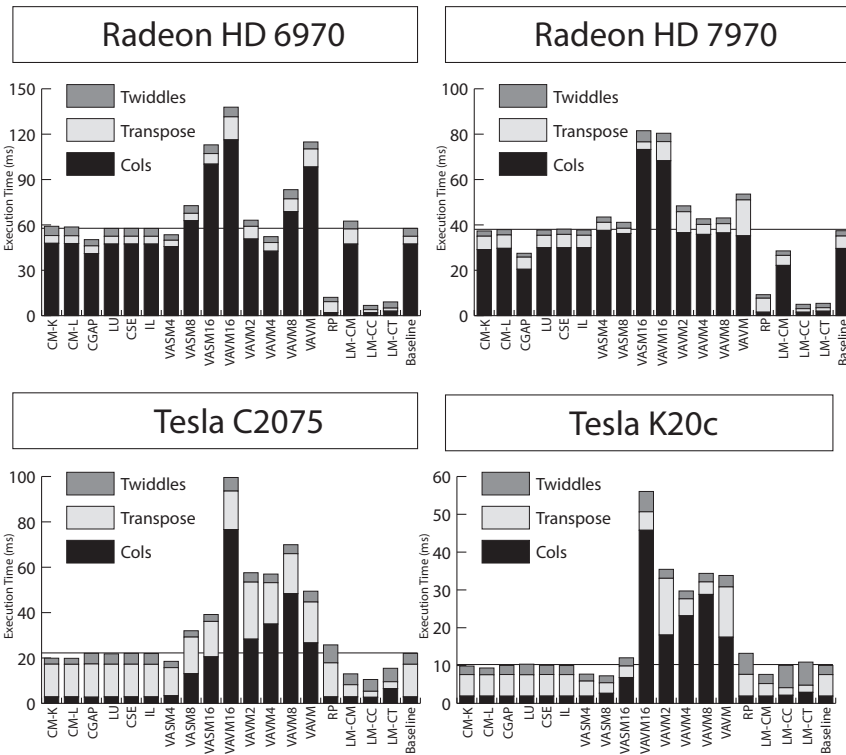 Radeon HD 6970
Execution Time (ms)
150
120
90
60
30
0
Twiddles
Transpose
Cols
CM-K
CM-L
CGAP
LU
CSE
IL
VASM4
VASM8
VASM16
VAVM16
VAVM2
VAVM4
VAVM8
VAVM
RP
LM-CM
LM-CC
LM-CT
Baseline
Radeon HD 7970
Execution Time (ms)
100
80
60
40
20
0
Twiddles
Transpose
Cols
CM-K
CM-L
CGAP
LU
CSE
IL
VASM4
VASM8
VASM16
VAVM16
VAVM2
VAVM4
VAVM8
VAVM
RP
LM-CM
LM-CC
LM-CT
Baseline
Tesla C2075
Execution Time (ms)
100
80
60
40
20
0
Twiddles
Transpose
Cols
CM-K
CM-L
CGAP
LU
CSE
IL
VASM4
VASM8
VASM16
VAVM16
VAVM2
VAVM4
VAVM8
VAVM
RP
LM-CM
LM-CC
LM-CT
Baseline
Tesla K20c
Execution Time (ms)
60
50
40
30
20
10
0
Twiddles
Transpose
Cols
CM-K
CM-L
CGAP
LU
CSE
IL
VASM4
VASM8
VASM16
VAVM16
VAVM2
VAVM4
VAVM8
VAVM
RP
LM-CM
LM-CC
LM-CT
Baseline